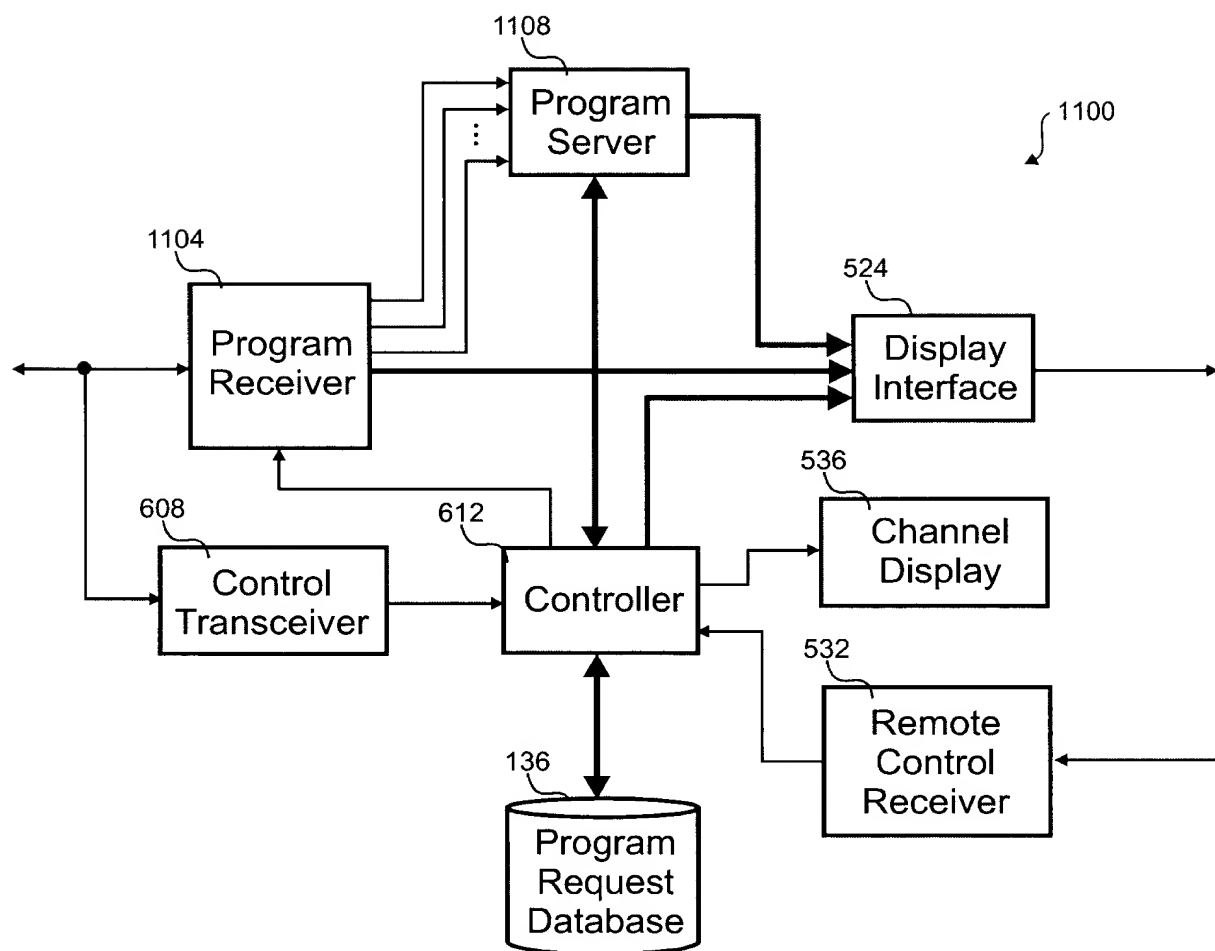 1108
Program
Server
1100
1104
Program
Receiver
524
Display
Interface
536
Channel
Display
608
Control
Transceiver
612
Controller
532
Remote
Control
Receiver
136
Program
Request
Database